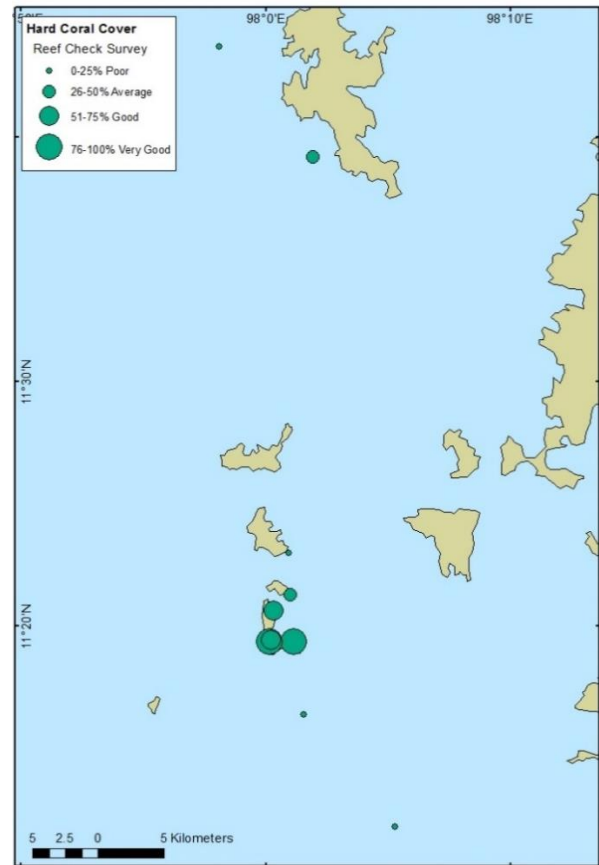 50'E
98°0'E
98°10'E
Hard Coral Cover
Reef Check Survey
0-25% Poor
26-50% Average
51-75% Good
76-100% Very Good
11°30'N
11°20'N
5 2.5 0 5 Kilometers